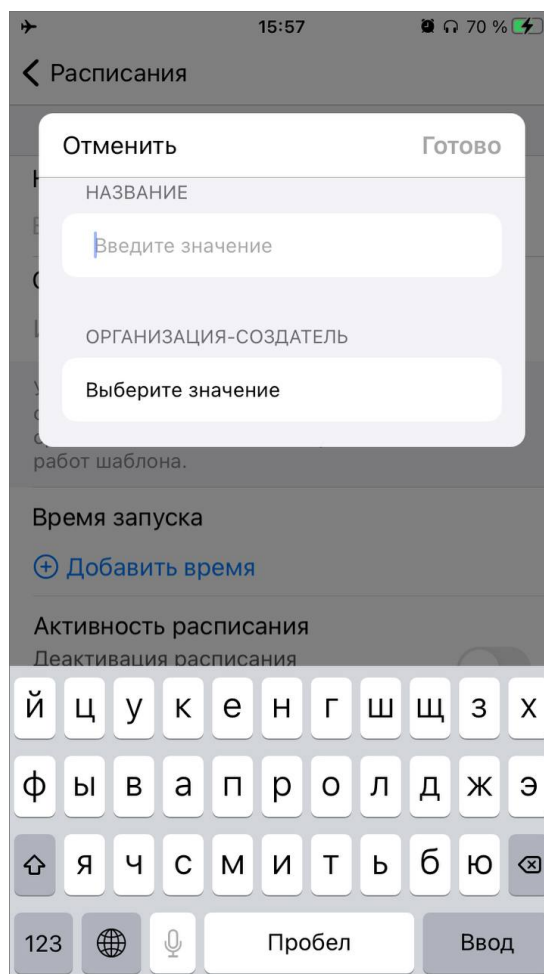 15:57
70 %
Расписания
Отменить
Готово
НАЗВАНИЕ
Введите значение
ОРГАНИЗАЦИЯ-СОЗДАТЕЛЬ
Выберите значение
работ шаблона.
Время запуска
Добавить время
Активность расписания
Деактивация расписания
й ц у к е н г ш щ з х
ф ы в а п р о л д ж э
я ч с м и т ь б ю
123 Пробел Ввод